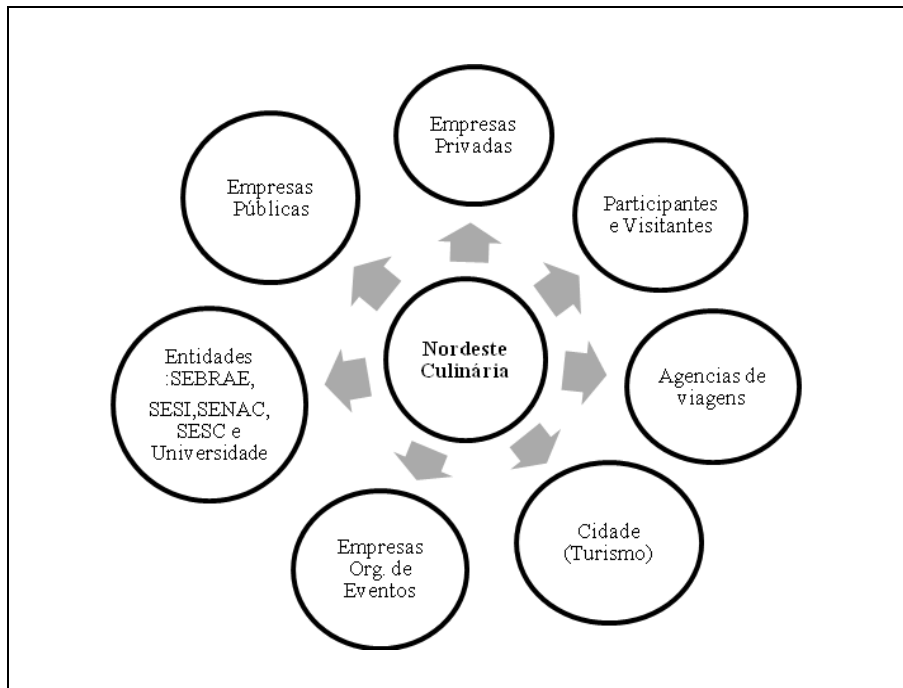 Empresas
Privadas
Participantes
e Visitantes
Agencias de
viagens
Cidade
(Turismo)
Empresas
Org. de
Eventos
Entidades
:SEBRAE,
SESI,SENAC,
SESC e
Universidade
Empresas
Públicas
Nordeste
Culinária